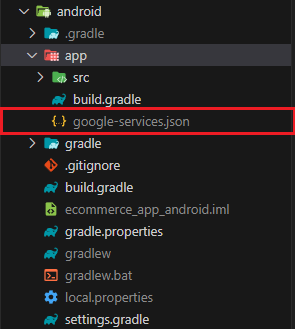 android
.gradle
app
src
build.gradle
google-services.json
gradle
.gitignore
build.gradle
ecommerce_app_android.iml
gradle.properties
gradlew
gradlew.bat
local.properties
settings.gradle